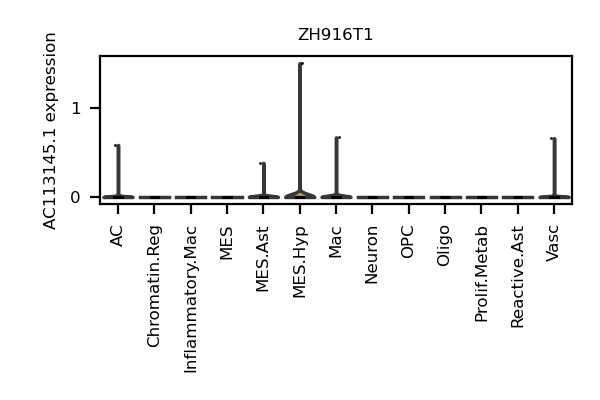 ZH916T1
AC113145.1 expression
1
0
AC
Chromatin.Reg
Inflammatory.Mac
MES
MES.Ast
MES.Hyp
Mac
Neuron
OPC
Oligo
Prolif.Metab
Reactive.Ast
Vasc